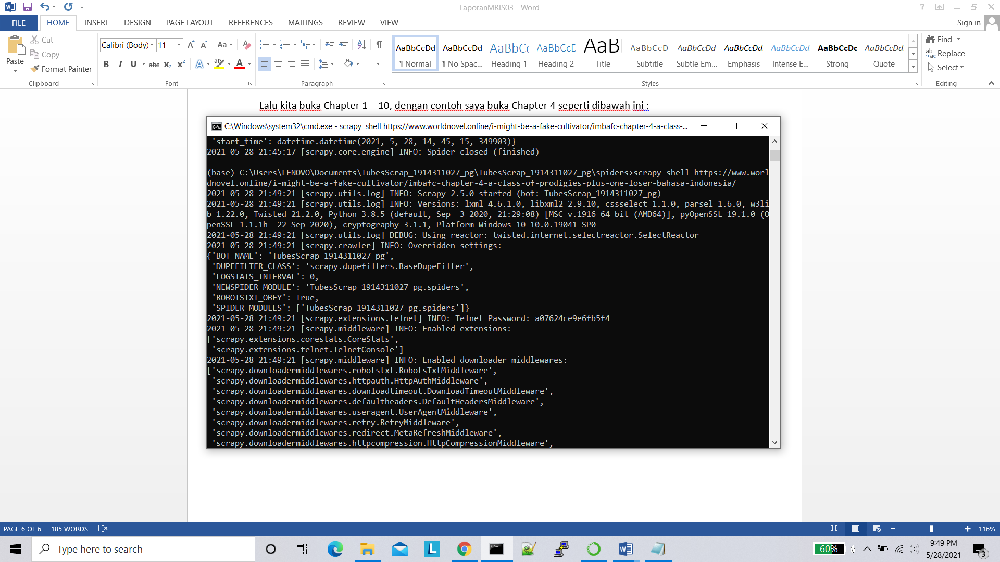 LaporanMRIS03 - Word
FILE HOME INSERT DESIGN PAGE LAYOUT REFERENCES MAILINGS REVIEW VIEW Sign in
Paste
Cut
Copy
Format Painter
Clipboard
Calibri (Body) 11
Font
Paragraph
AaBbCcDd AaBbCcDd AaBbCc AaBbCcD AaBl AaBbCcD AaBbCcDd AaBbCcDd AaBbCcDd AaBbCcDc AaBbCcDd
¶ Normal ¶ No Spac... Heading 1 Heading 2 Title Subtitle Subtle Em... Emphasis Intense E... Strong Quote
Styles
Find
Replace
Select
Editing
Lalu kita buka Chapter 1 – 10, dengan contoh saya buka Chapter 4 seperti dibawah ini :
C:\Windows\system32\cmd.exe - scrapy  shell https://www.worldnovel.online/i-might-be-a-fake-cultivator/imbafc-chapter-4-a-class-...
'start_time': datetime.datetime(2021, 5, 28, 14, 45, 15, 349903)}
2021-05-28 21:45:17 [scrapy.core.engine] INFO: Spider closed (finished)
(base) C:\Users\LENOVO\Documents\TubesScrap_1914311027_pg\TubesScrap_1914311027_pg\spiders>scrapy shell https://www.worl
dnovel.online/i-might-be-a-fake-cultivator/imbafc-chapter-4-a-class-of-prodigies-plus-one-loser-bahasa-indonesia/
2021-05-28 21:49:21 [scrapy.utils.log] INFO: Scrapy 2.5.0 started (bot: TubesScrap_1914311027_pg)
2021-05-28 21:49:21 [scrapy.utils.log] INFO: Versions: lxml 4.6.1.0, libxml2 2.9.10, cssselect 1.1.0, parsel 1.6.0, w3li
b 1.22.0, Twisted 21.2.0, Python 3.8.5 (default, Sep  3 2020, 21:29:08) [MSC v.1916 64 bit (AMD64)], pyOpenSSL 19.1.0 (O
penSSL 1.1.1h  22 Sep 2020), cryptography 3.1.1, Platform Windows-10-10.0.19041-SP0
2021-05-28 21:49:21 [scrapy.utils.log] DEBUG: Using reactor: twisted.internet.selectreactor.SelectReactor
2021-05-28 21:49:21 [scrapy.crawler] INFO: Overridden settings:
{'BOT_NAME': 'TubesScrap_1914311027_pg',
'DUPEFILTER_CLASS': 'scrapy.dupefilters.BaseDupeFilter',
'LOGSTATS_INTERVAL': 0,
'NEWSPIDER_MODULE': 'TubesScrap_1914311027_pg.spiders',
'ROBOTSTXT_OBEY': True,
'SPIDER_MODULES': ['TubesScrap_1914311027_pg.spiders']}
2021-05-28 21:49:21 [scrapy.extensions.telnet] INFO: Telnet Password: a07624ce9e6fb5f4
2021-05-28 21:49:21 [scrapy.middleware] INFO: Enabled extensions:
['scrapy.extensions.corestats.CoreStats',
'scrapy.extensions.telnet.TelnetConsole']
2021-05-28 21:49:21 [scrapy.middleware] INFO: Enabled downloader middlewares:
['scrapy.downloadermiddlewares.robotstxt.RobotsTxtMiddleware',
'scrapy.downloadermiddlewares.httpauth.HttpAuthMiddleware',
'scrapy.downloadermiddlewares.downloadtimeout.DownloadTimeoutMiddleware',
'scrapy.downloadermiddlewares.defaultheaders.DefaultHeadersMiddleware',
'scrapy.downloadermiddlewares.useragent.UserAgentMiddleware',
'scrapy.downloadermiddlewares.retry.RetryMiddleware',
'scrapy.downloadermiddlewares.redirect.MetaRefreshMiddleware',
'scrapy.downloadermiddlewares.httpcompression.HttpCompressionMiddleware',
PAGE 6 OF 6 185 WORDS 116%
Type here to search
60%
9:49 PM
5/28/2021
3